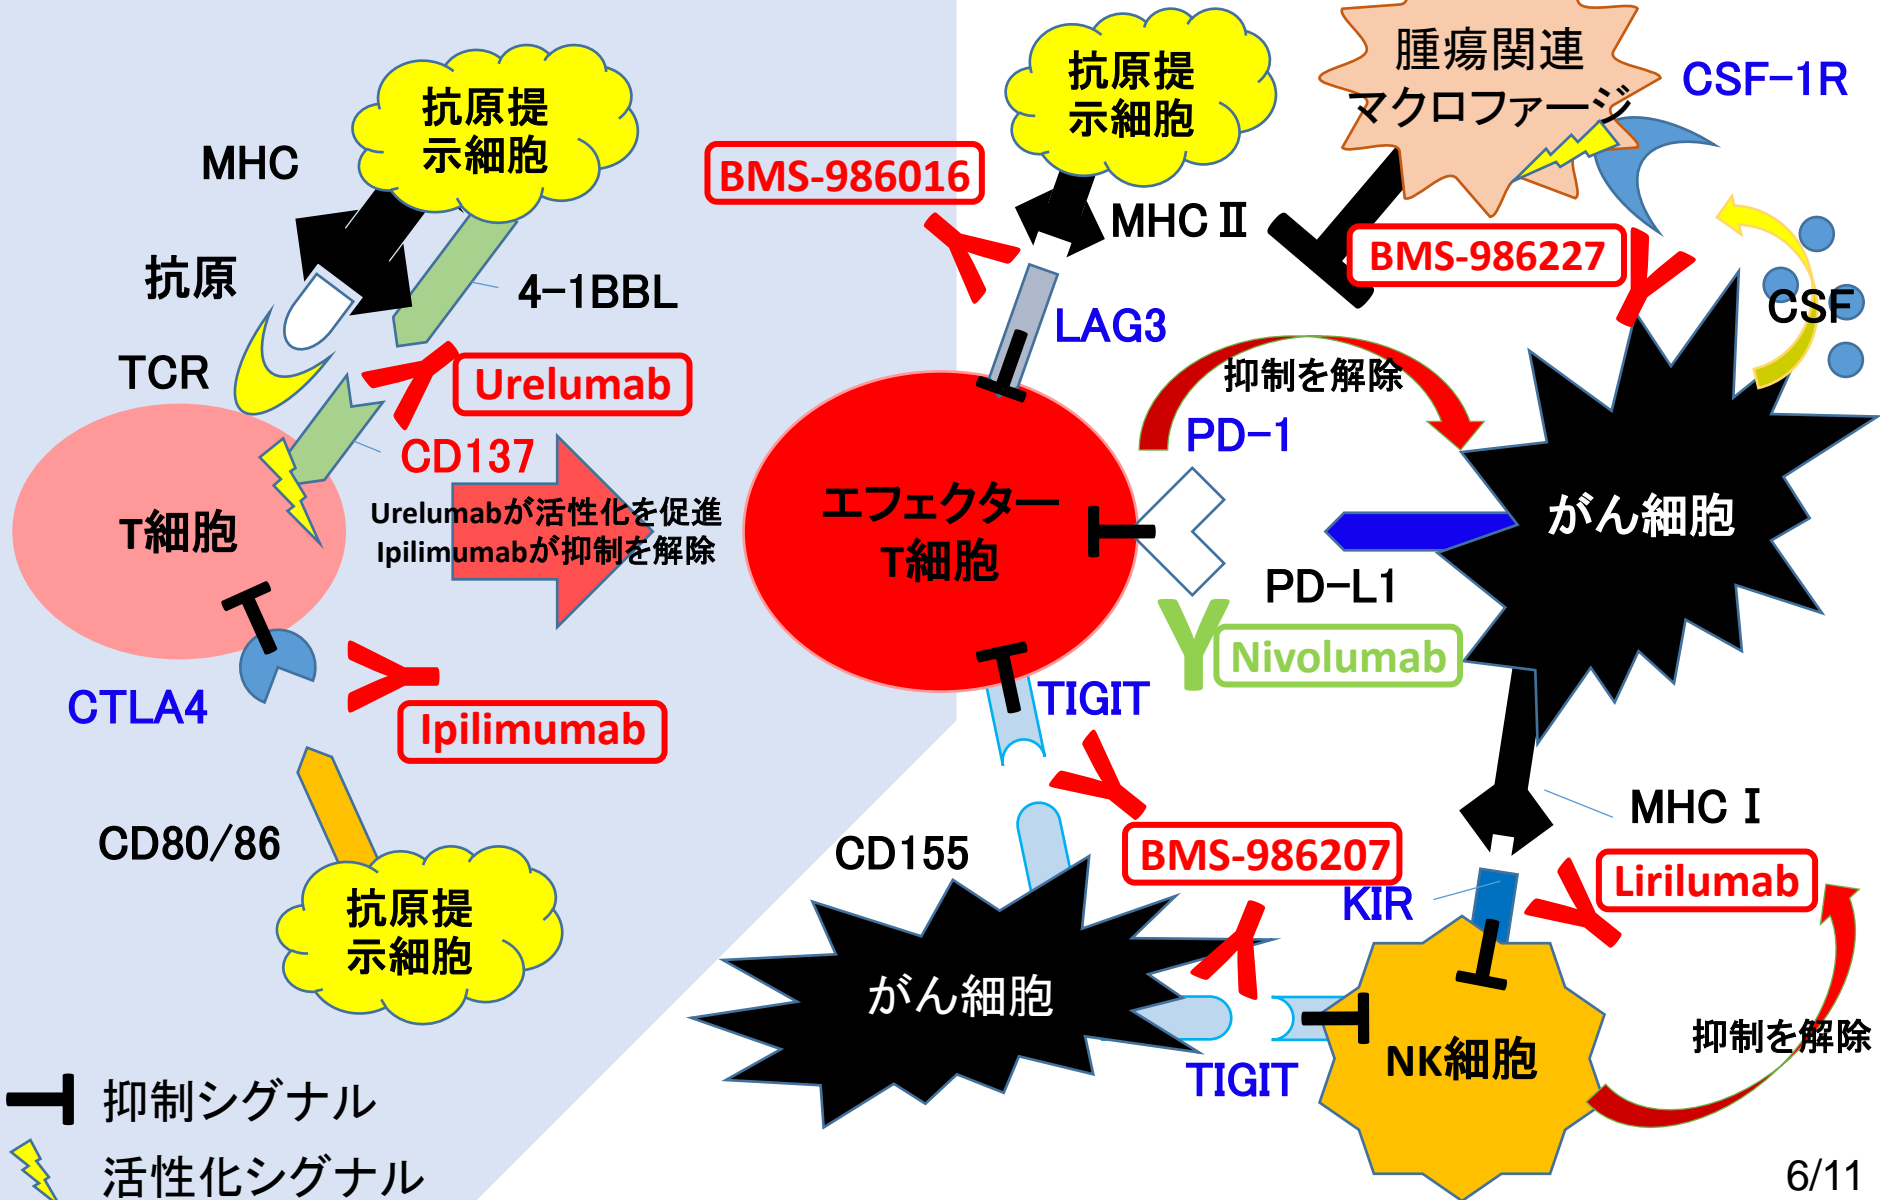 抗原提
示細胞
MHC
抗原
TCR
4-1BBL
Urelumab
CD137
T細胞
Urelumabが活性化を促進
Ipilimumabが抑制を解除
CTLA4
Ipilimumab
CD80/86
抗原提
示細胞
抑制シグナル
活性化シグナル
抗原提
示細胞
BMS-986016
MHCⅡ
LAG3
腫瘍関連
マクロファージ
CSF-1R
BMS-986227
CSF
抑制を解除
PD-1
エフェクター
T細胞
がん細胞
PD-L1
Nivolumab
TIGIT
CD155
BMS-986207
MHCⅠ
KIR
Lirilumab
がん細胞
TIGIT
NK細胞
抑制を解除
6/11